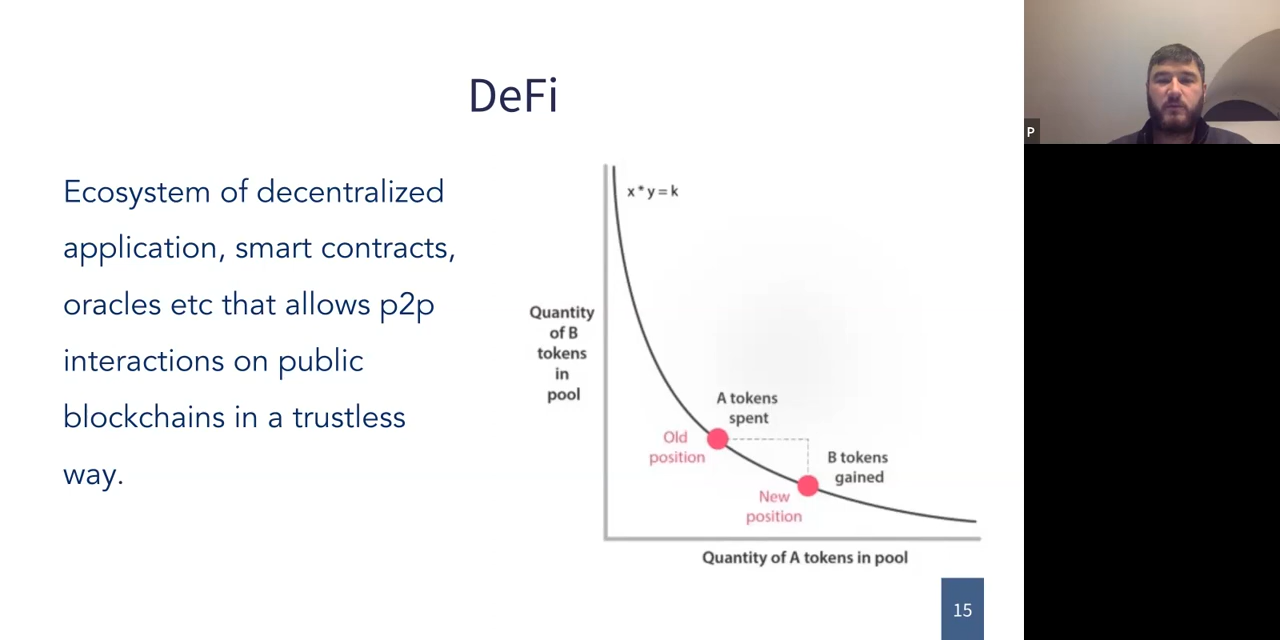 DeFi
Ecosystem of decentralized
application, smart contracts,
oracles etc that allows p2p
interactions on public
blockchains in a trustless
way.
x * y = k
Quantity
of B
tokens
in
pool
A tokens
spent
Old
position
B tokens
gained
New
position
Quantity of A tokens in pool
15
P